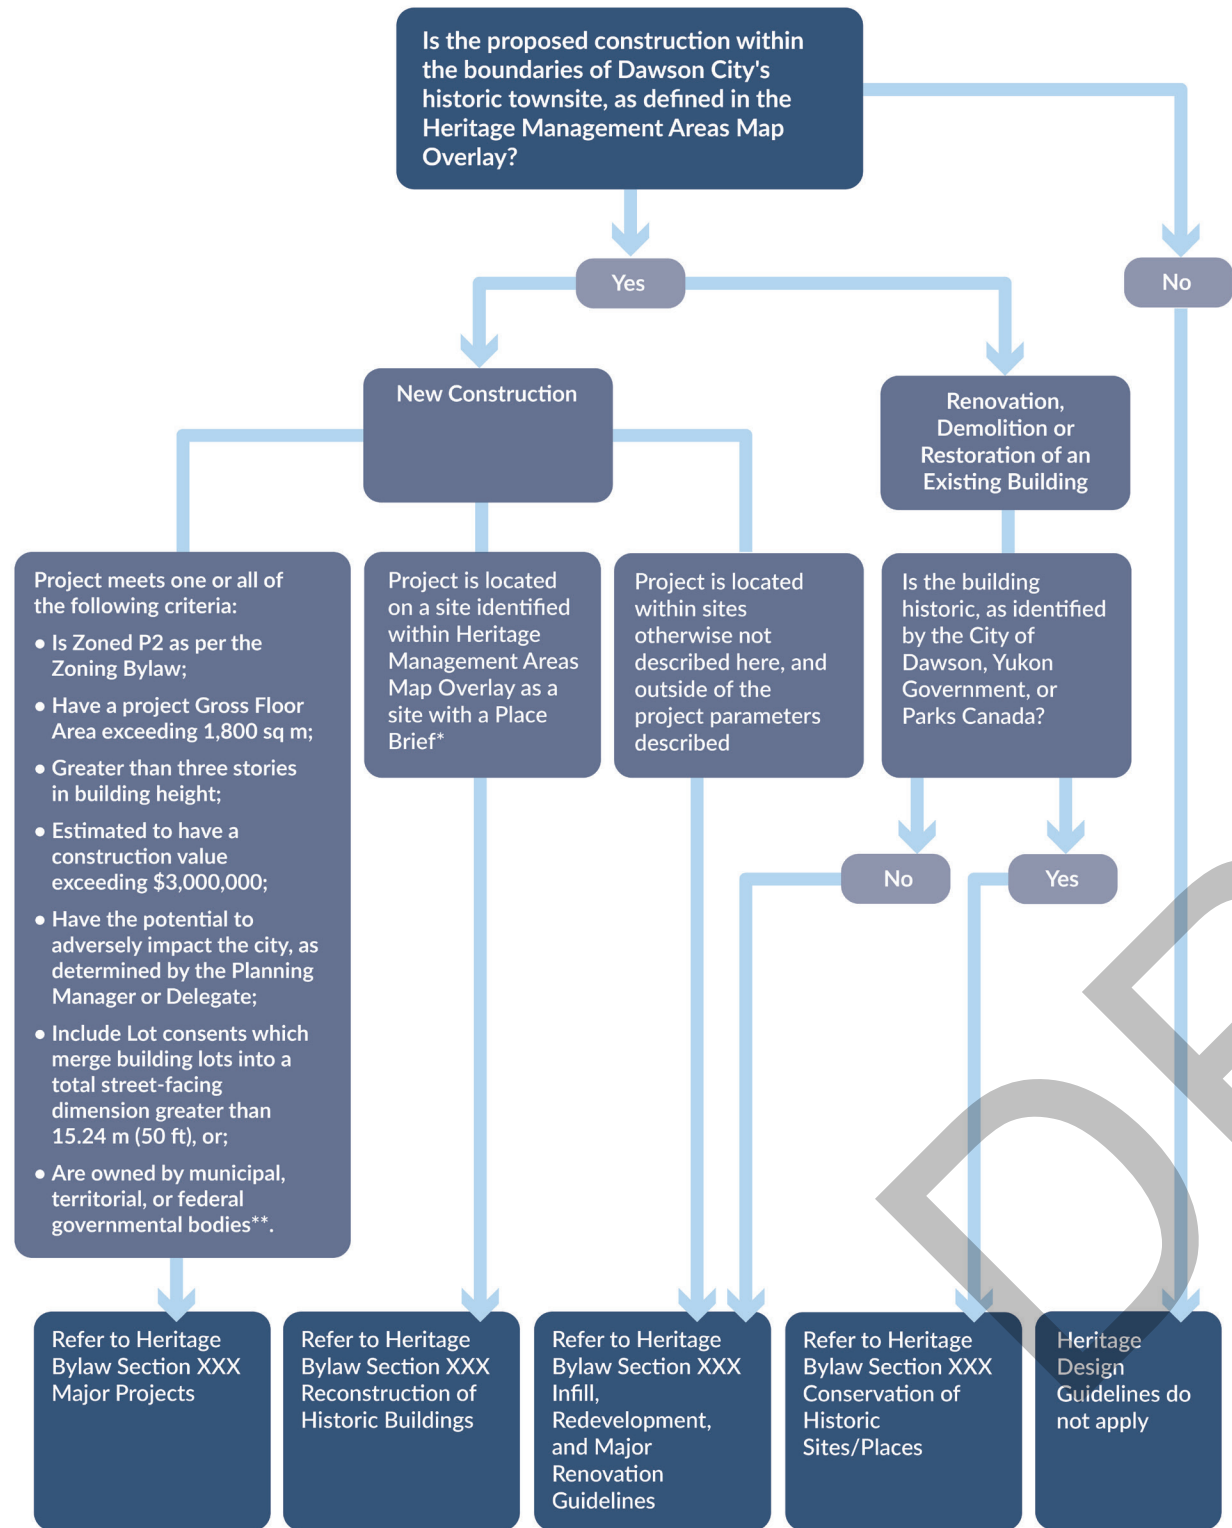 Is the proposed construction within
the boundaries of Dawson City's
historic townsite, as defined in the
Heritage Management Areas Map
Overlay?
Yes
No
New Construction
Renovation,
Demolition or
Restoration of an
Existing Building
Project meets one or all of
the following criteria:
● Is Zoned P2 as per the
Zoning Bylaw;
● Have a project Gross Floor
Area exceeding 1,800 sq m;
● Greater than three stories
in building height;
● Estimated to have a
construction value
exceeding $3,000,000;
● Have the potential to
adversely impact the city, as
determined by the Planning
Manager or Delegate;
● Include Lot consents which
merge building lots into a
total street-facing
dimension greater than
15.24 m (50 ft), or;
● Are owned by municipal,
territorial, or federal
governmental bodies**.
Project is located
on a site identified
within Heritage
Management Areas
Map Overlay as a
site with a Place
Brief*
Project is located
within sites
otherwise not
described here, and
outside of the
project parameters
described
Is the building
historic, as identified
by the City of
Dawson, Yukon
Government, or
Parks Canada?
No
Yes
Refer to Heritage
Bylaw Section XXX
Major Projects
Refer to Heritage
Bylaw Section XXX
Reconstruction of
Historic Buildings
Refer to Heritage
Bylaw Section XXX
Infill,
Redevelopment,
and Major
Renovation
Guidelines
Refer to Heritage
Bylaw Section XXX
Conservation of
Historic
Sites/Places
Heritage
Design
Guidelines do
not apply